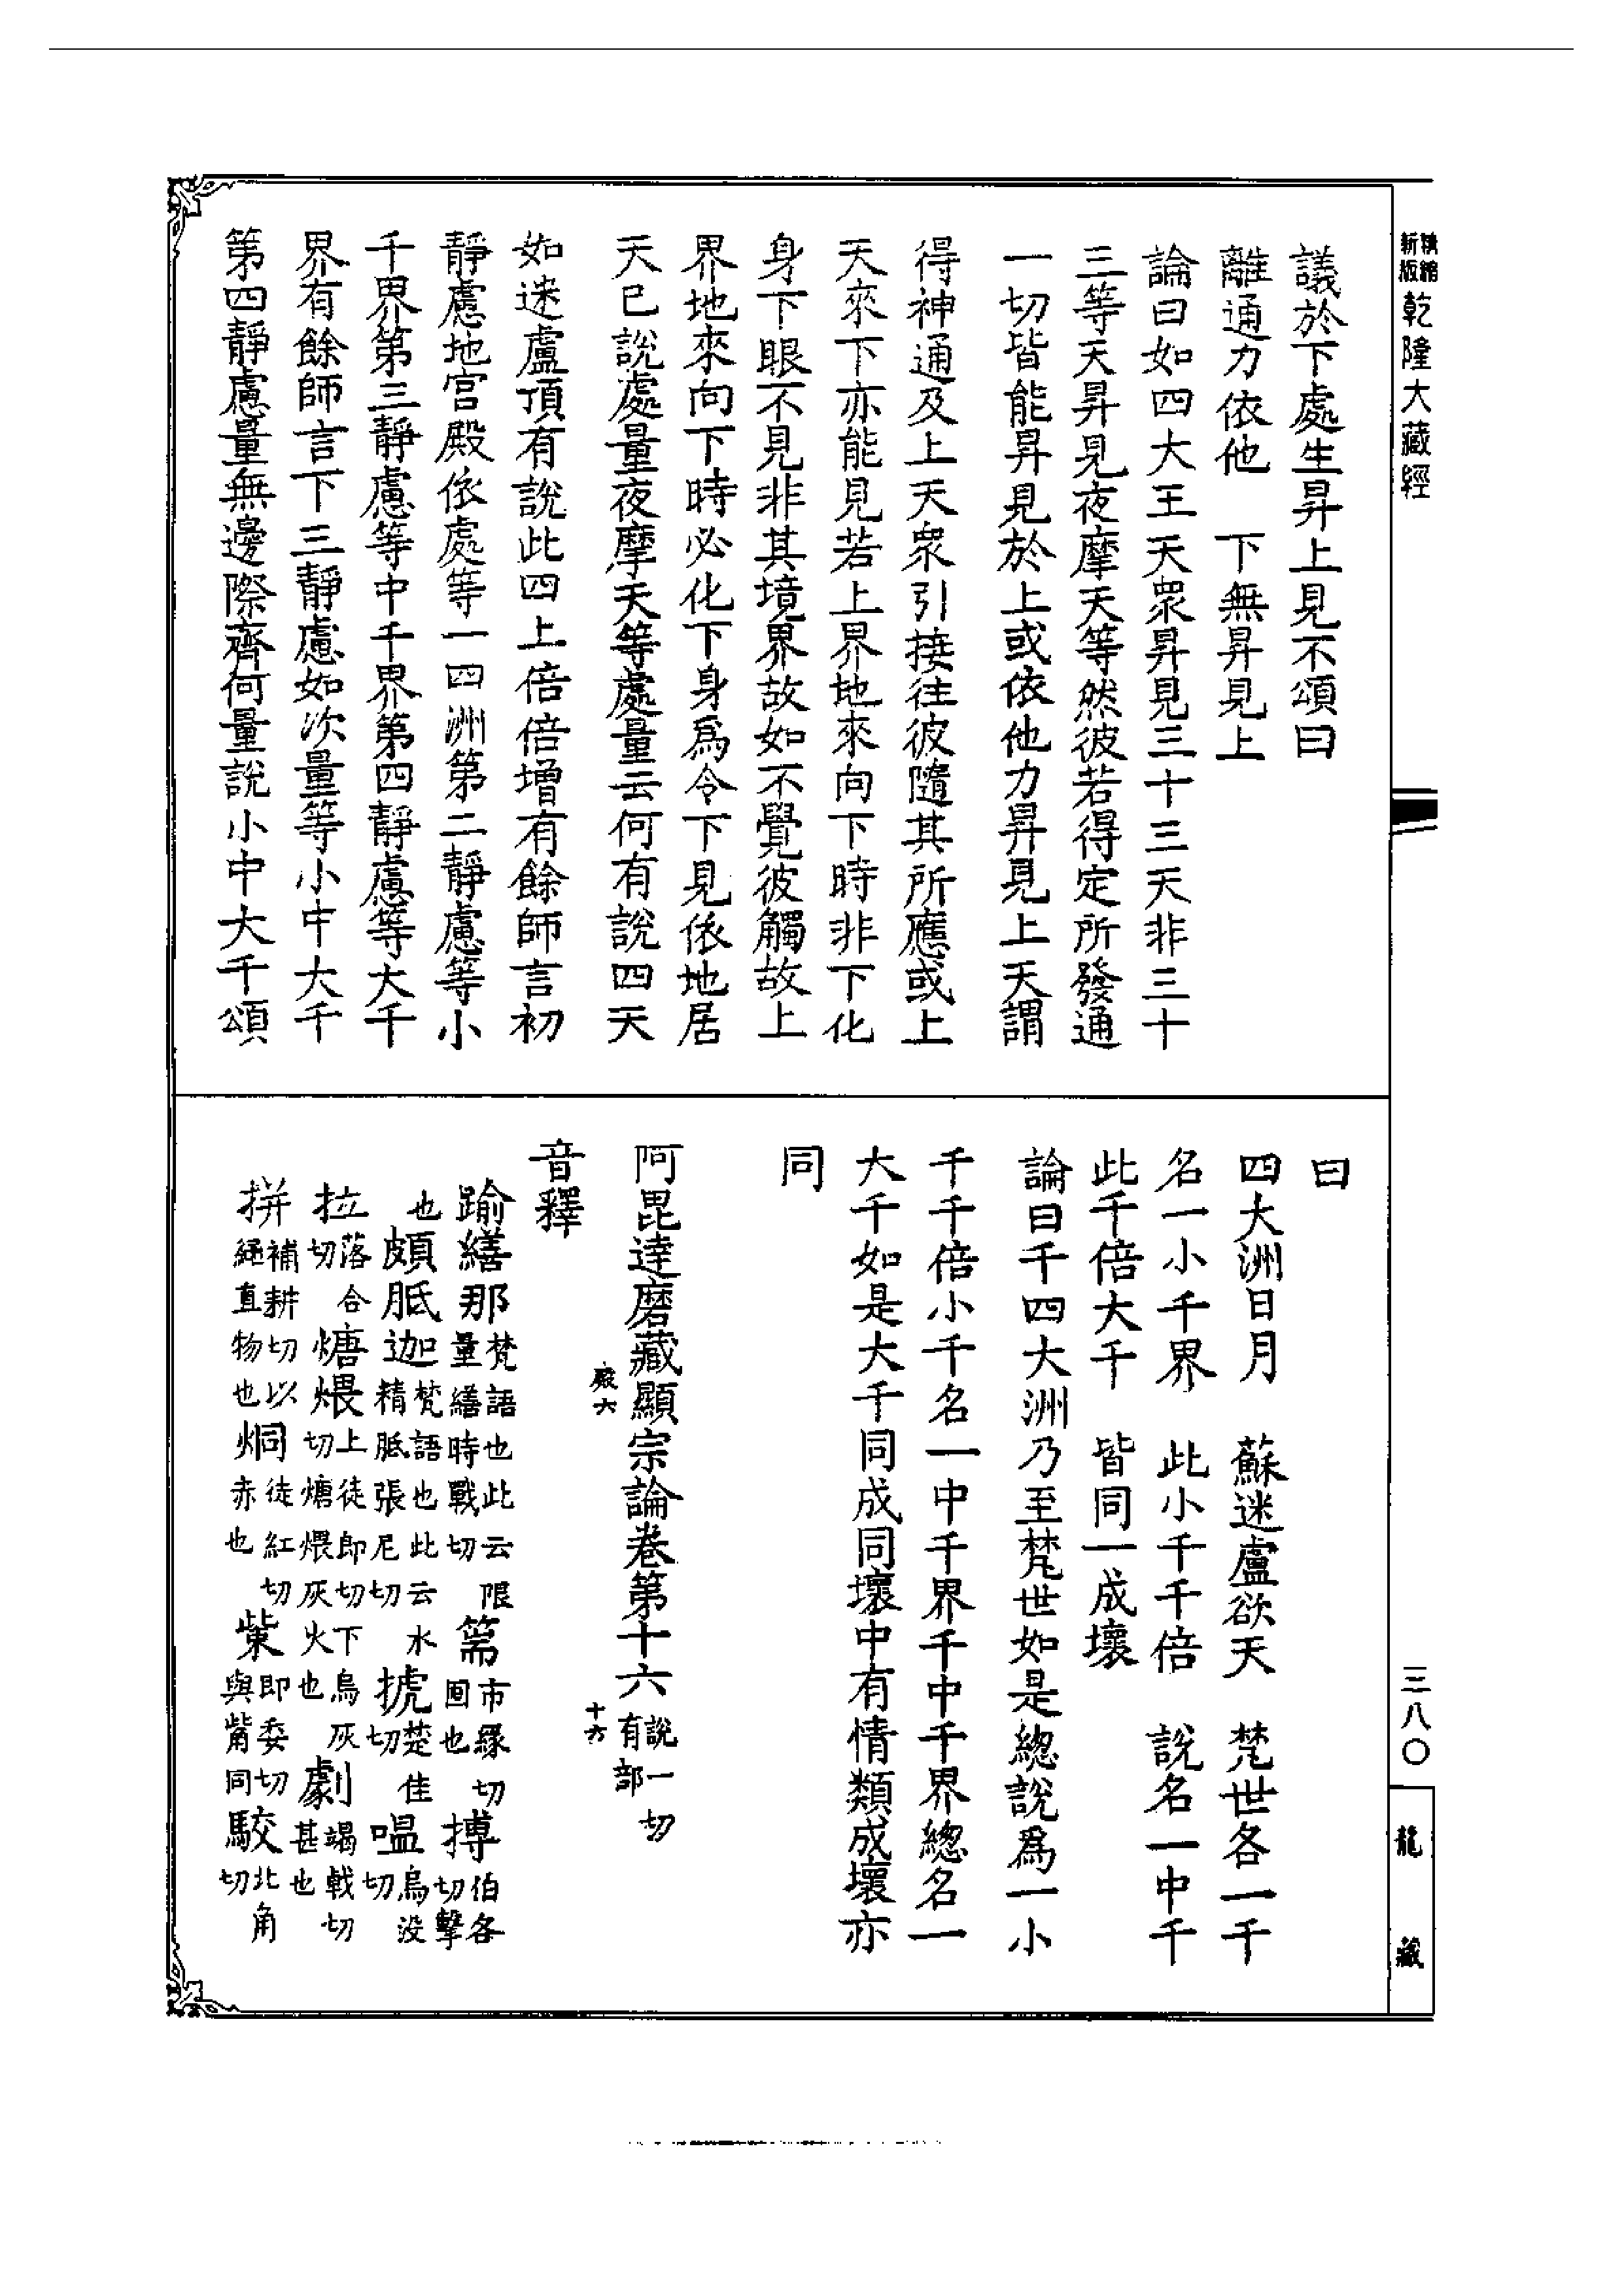 精縮新版乾隆大藏經
議於下處生昇上見不頌曰
離通力依他　下無昇見上
論曰如四大王天眾昇見三十三天非三十
三等天昇見夜摩天等然彼若得定所發通
一切皆能昇見於上或依他力昇見上天謂
得神通及上天眾引接往彼隨其所應或上
天來下亦能見若上界地來向下時非下化
身下眼不見非其境界故如不覺彼觸故上
界地來向下時必化下身爲令下見依地居
天已說處量夜摩天等處量云何有說四天
如迷盧頂有說此四上倍倍增有餘師言初
靜慮地宮殿依處等一四洲第二靜慮等小
千界第三靜慮等中千界第四靜慮等大千
界有餘師言下三靜慮如次量等小中大千
第四靜慮量無邊際齊何量說小中大千頌
曰
四大洲日月　蘇迷盧欲天　梵世各一千
名一小千界　此小千千倍　說名一中千
此千倍大千　皆同一成壞
論曰千四大洲乃至梵世如是總說爲一小
千千倍小千名一中千界千中千界總名一
大千如是大千同成同壞中有情類成壞亦
同
阿毘達磨藏顯宗論卷第十六 說一切有部
廄六　十六
音釋
踰繕那 梵語也此云限量繕時戰切 篅 市緣切圌也 搏 伯各切擊
也 頗胝迦 梵語也此云水精胝張尼切 搋 楚佳切 嗢 烏没切
拉 落合切 煻煨 上徒郎切下烏灰切煻煨灰火也 劇 竭戟切甚也
拼 補耕切以繩直物也 烔 徒紅切赤也 㭰 即委切與觜同 駮 北角切
三八〇
龍藏